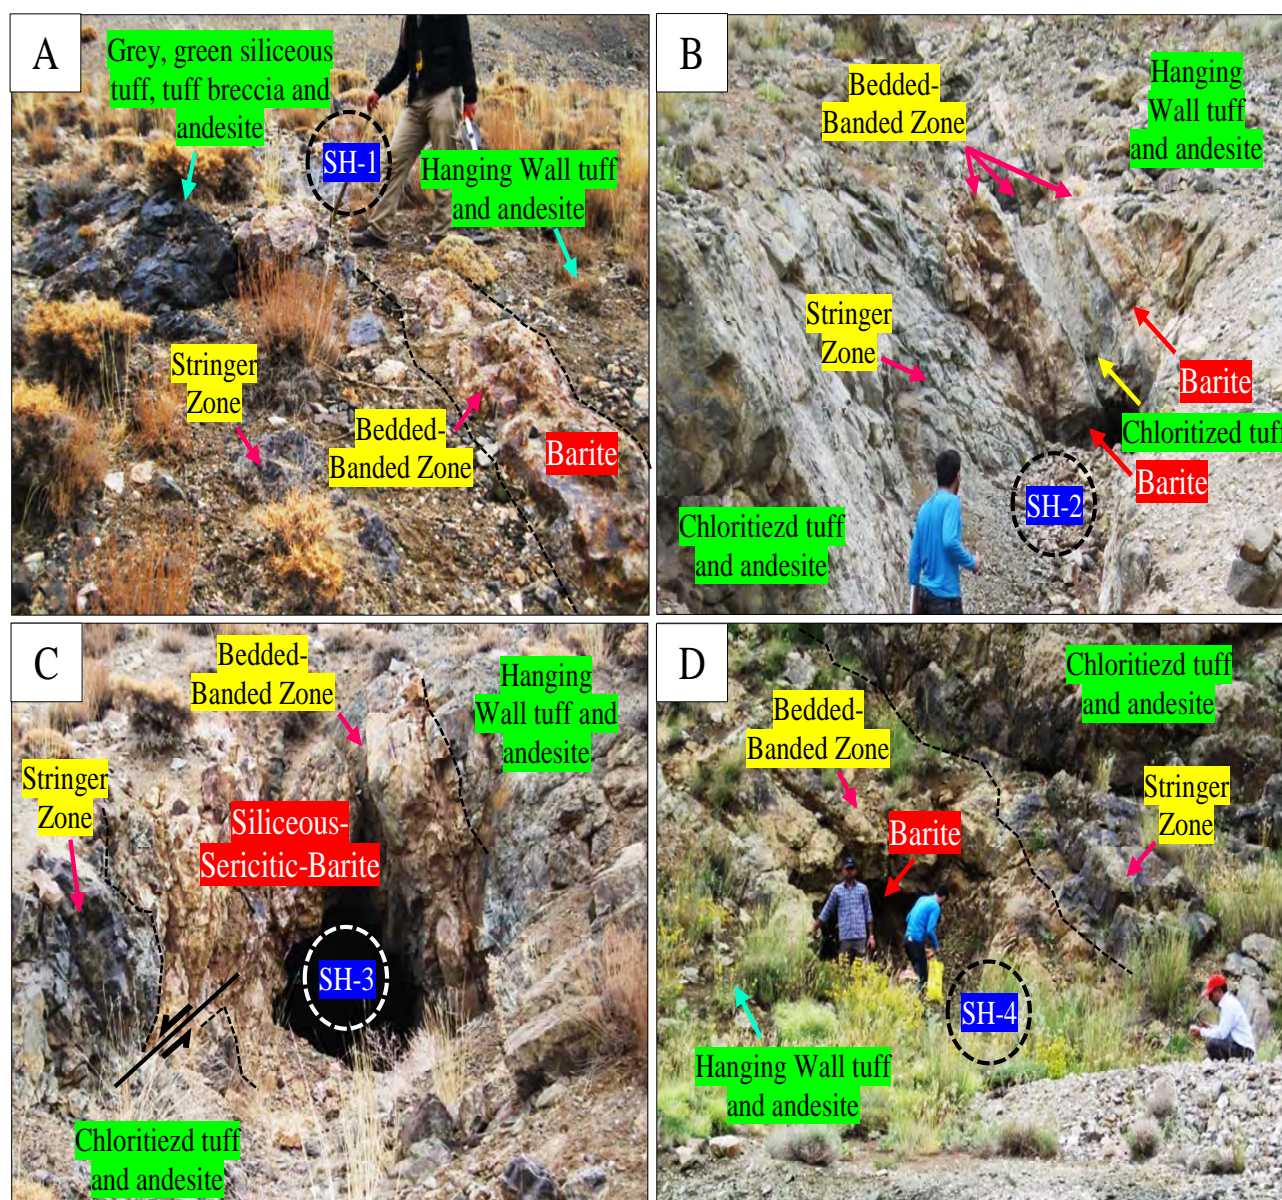 A
Grey, green siliceous
tuff, tuff breccia and
andesite
SH-1
Hanging Wall tuff
and andesite
Stringer
Zone
Bedded-
Banded Zone
Barite
B
Bedded-
Banded Zone
Hanging
Wall tuff
and andesite
Stringer
Zone
Barite
Chloritized tuff
Barite
SH-2
Chloritiezd tuff
and andesite
C
Bedded-
Banded Zone
Hanging
Wall tuff and
andesite
Stringer
Zone
Siliceous-
Sericitic-Barite
SH-3
Chloritiezd tuff
and andesite
D
Chloritiezd tuff
and andesite
Bedded-
Banded Zone
Stringer
Zone
Barite
SH-4
Hanging Wall tuff
and andesite